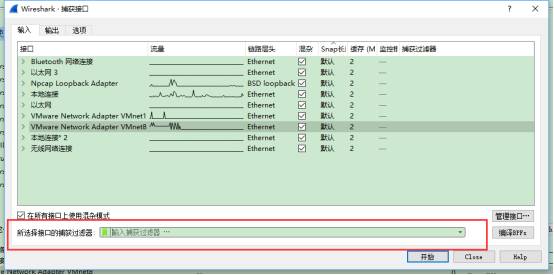 Wireshark · 捕获接口
输入 输出 选项
接口 流量 链路层头 混杂 Snap长度 缓存 (M 监控模 捕获过滤器
Bluetooth 网络连接 Ethernet 默认 2 —
以太网 3 Ethernet 默认 2 —
Npcap Loopback Adapter BSD loopback 默认 2 —
本地连接 Ethernet 默认 2 —
以太网 Ethernet 默认 2 —
VMware Network Adapter VMnet1 Ethernet 默认 2 —
VMware Network Adapter VMnet8 Ethernet 默认 2 —
本地连接* 2 Ethernet 默认 2 —
无线网络连接 Ethernet 默认 2 —
在所有接口上使用混杂模式 管理接口…
所选择接口的捕获过滤器: 输入捕获过滤器 … 编译BPFs
开始 Close Help